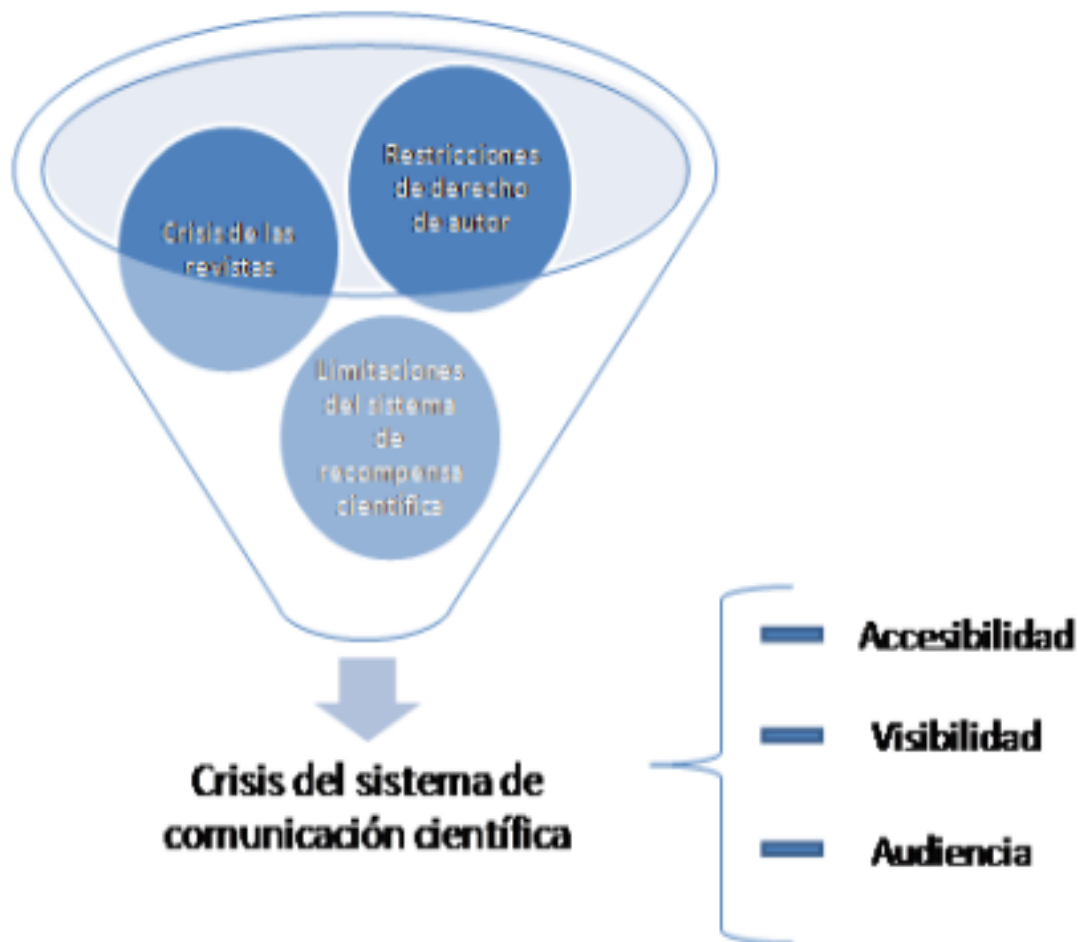 Restricciones
de derecho
de autor
Crisis de las
revistas
Limitaciones
del sistema
de
recompensa
científica
Crisis del sistema de
comunicación científica
Accesibilidad
Visibilidad
Audiencia